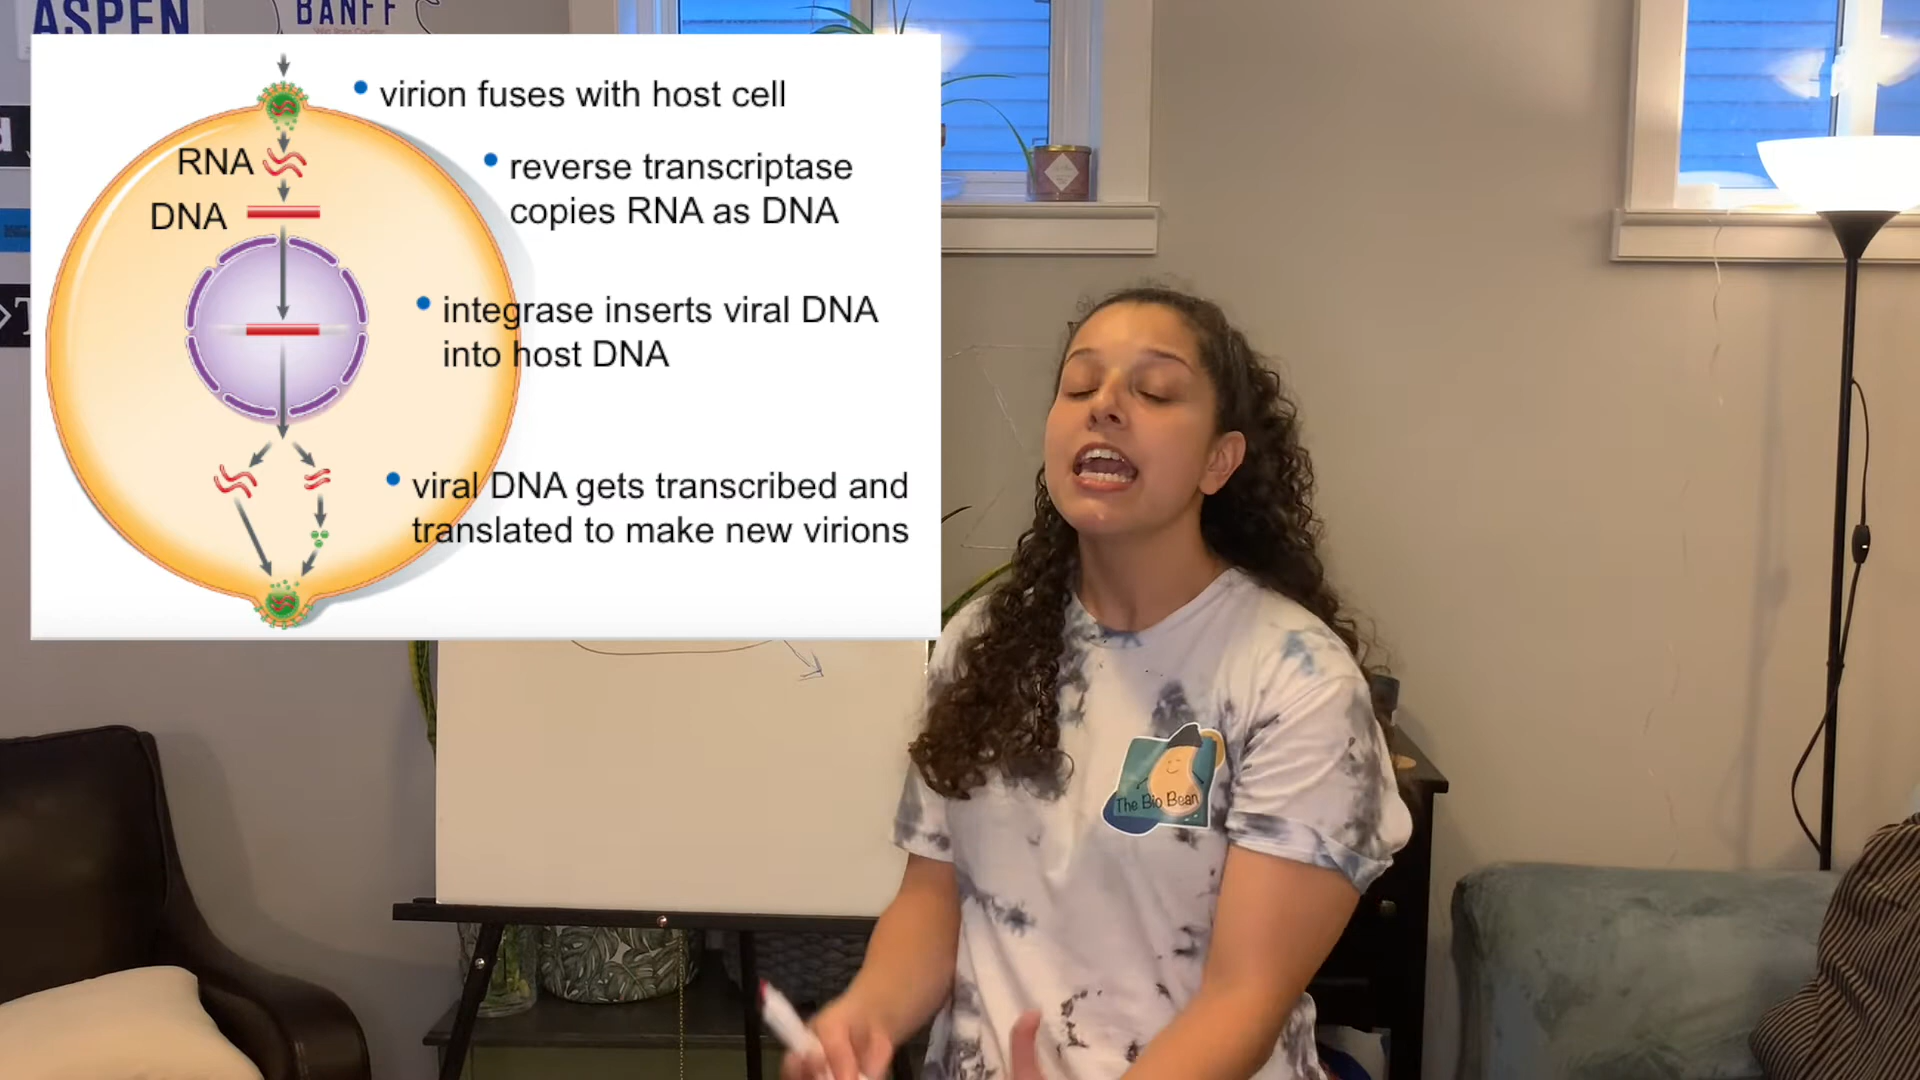 ASPEN
BANFF
• virion fuses with host cell
RNA
• reverse transcriptase
copies RNA as DNA
DNA
• integrase inserts viral DNA
into host DNA
• viral DNA gets transcribed and
translated to make new virions
The Bio Bean